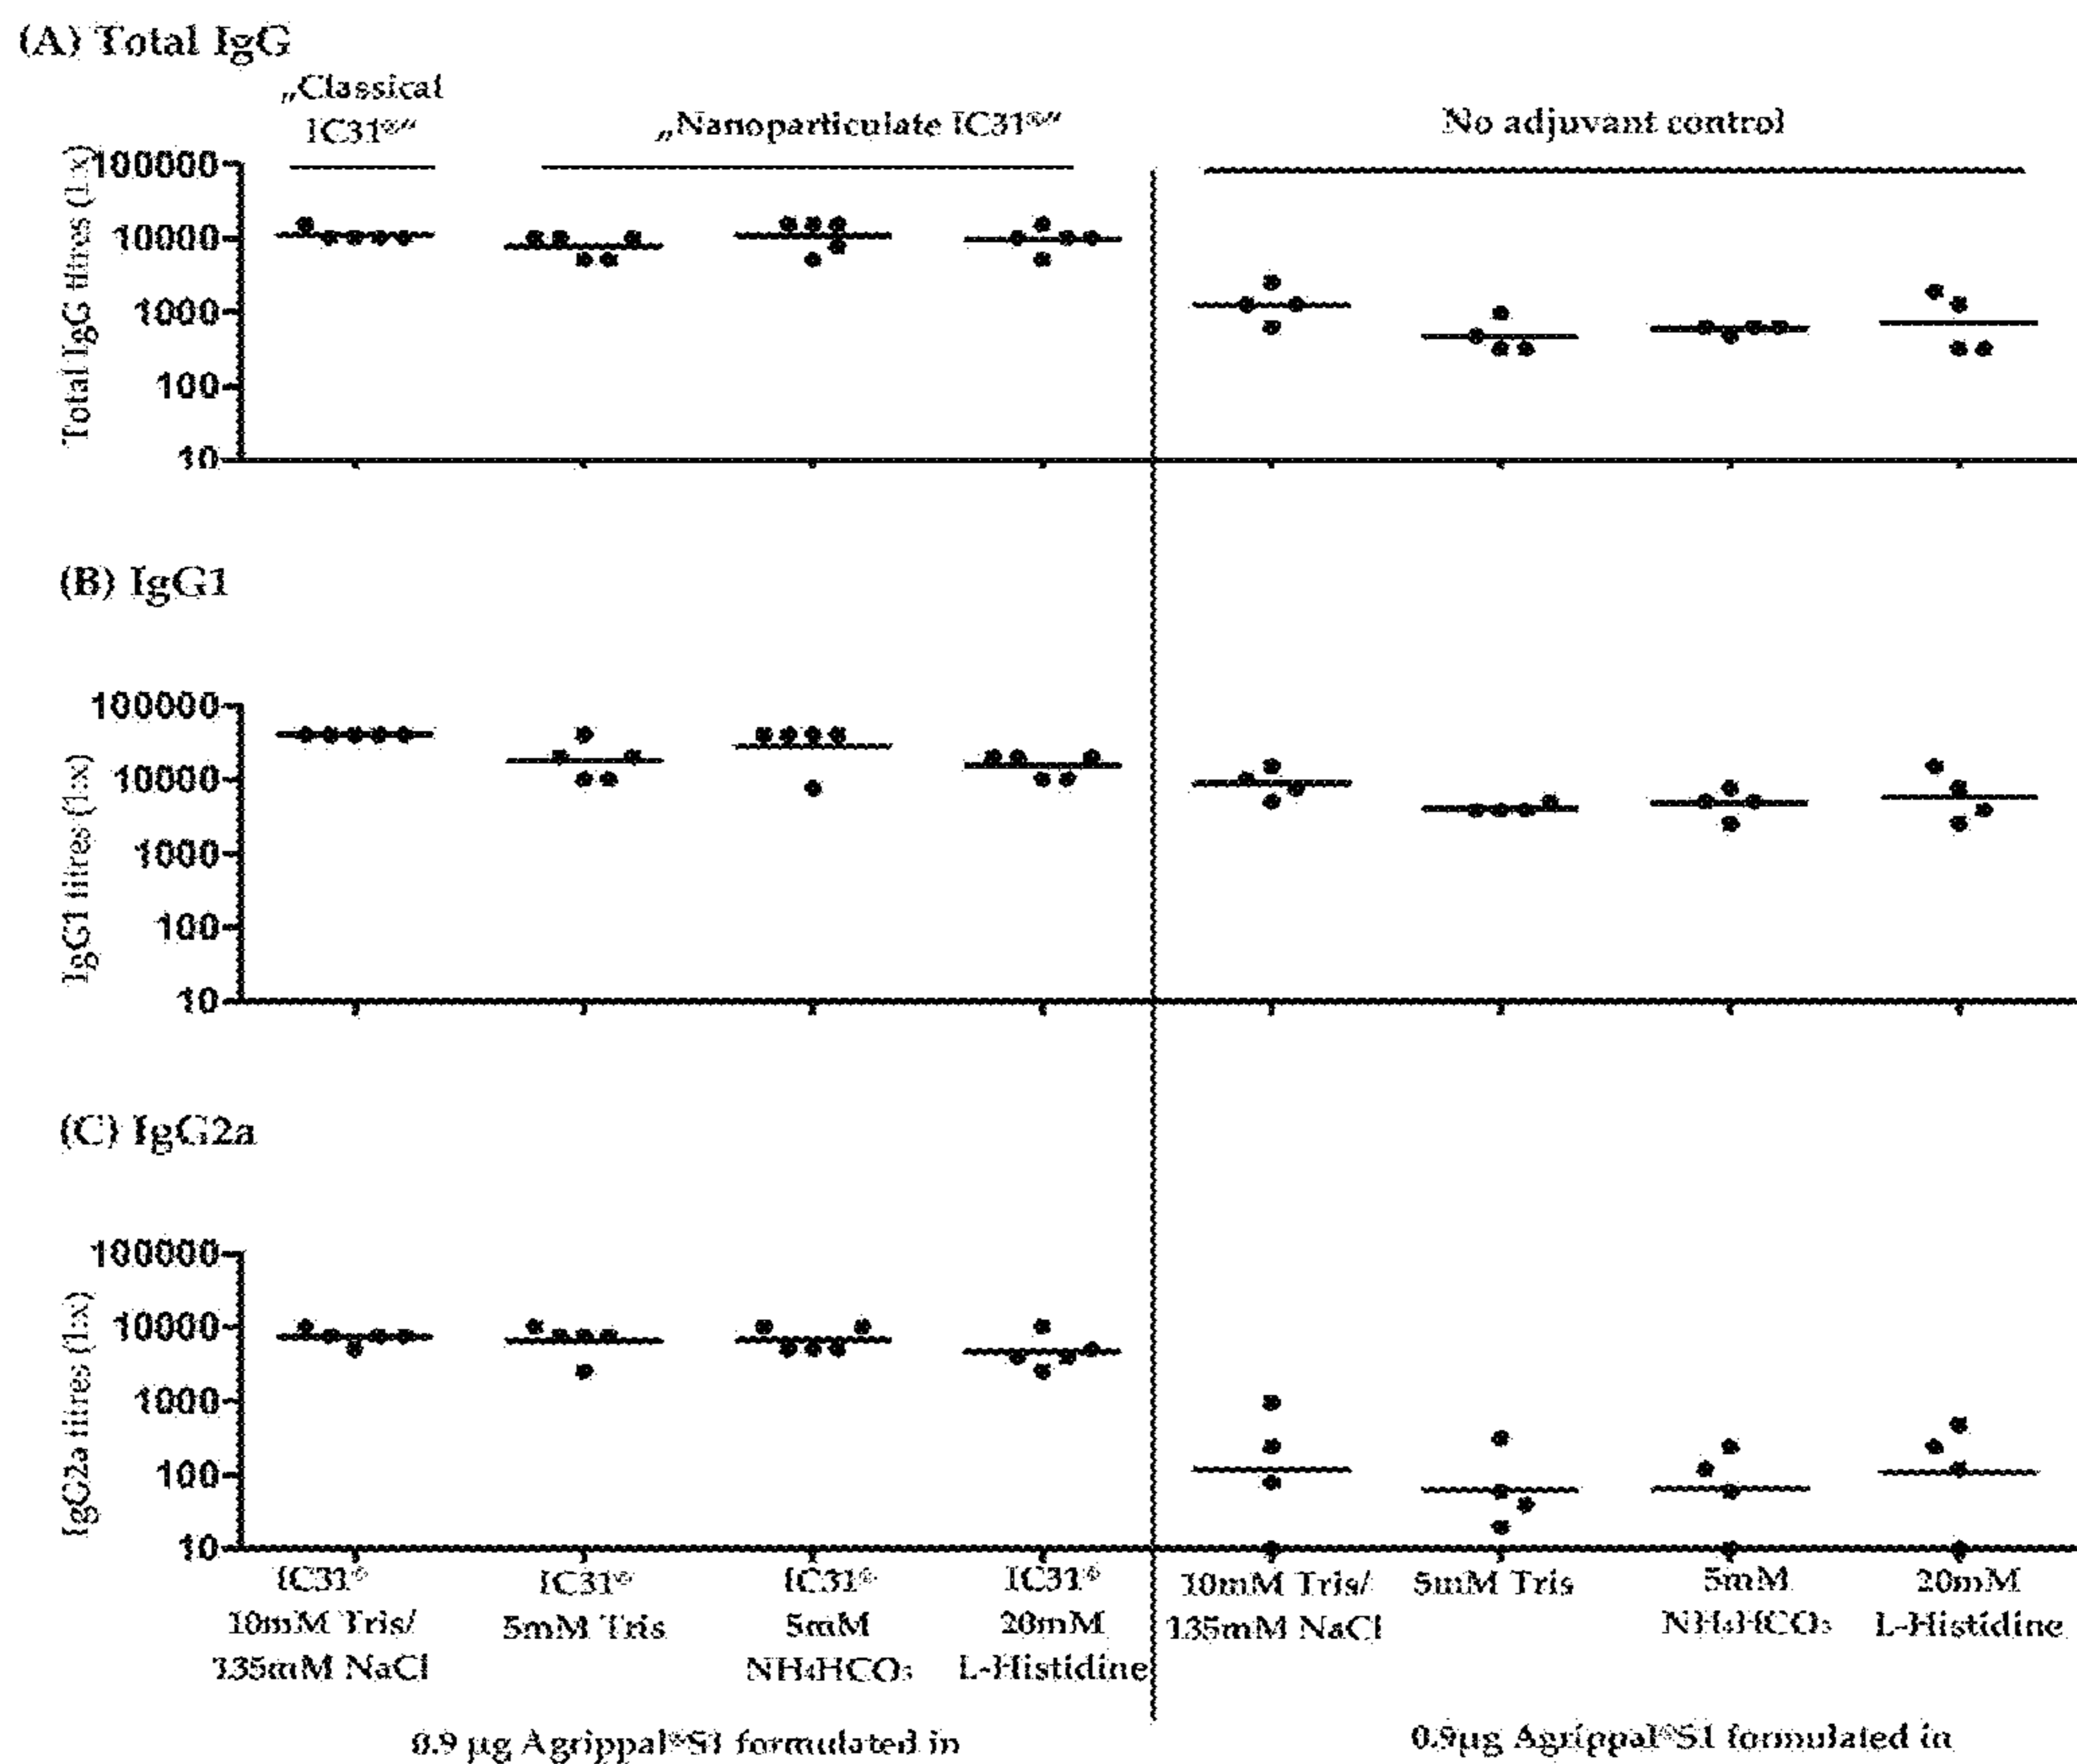 (A) Total IgG
„Classical
IC31®"
„Nanoparticulate IC31®"
No adjuvant control
Total IgG titres (1:x)
100000
10000
1000
100
10
(B) IgG1
IgG1 titres (1:x)
100000
10000
1000
100
10
(C) IgG2a
IgG2a titres (1:x)
100000
10000
1000
100
10
IC31®
10mM Tris/
135mM NaCl
IC31®
5mM Tris
IC31®
5mM
NH₄HCO₃
IC31®
20mM
L-Histidine
10mM Tris/
135mM NaCl
5mM Tris
5mM
NH₄HCO₃
20mM
L-Histidine
0.9 µg Agrippal®S1 formulated in
0.9µg Agrippal®S1 formulated in